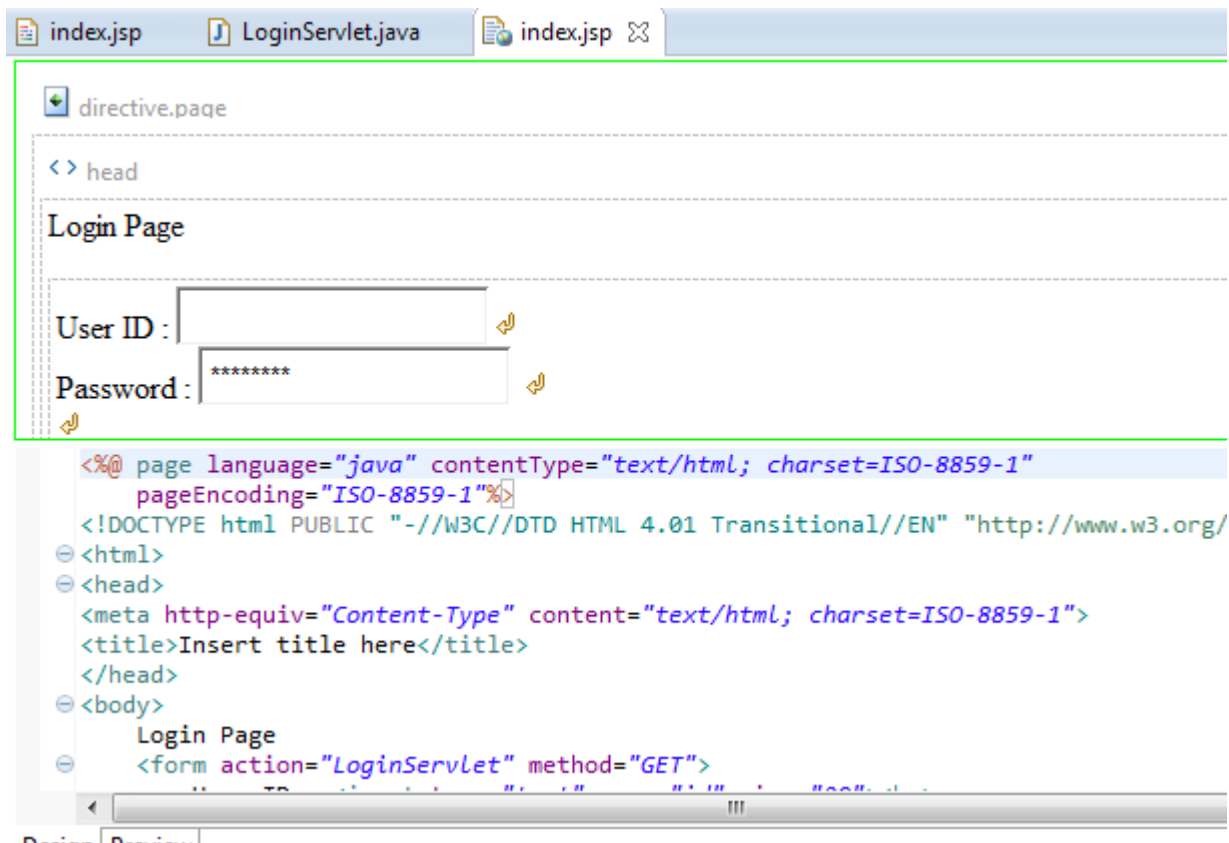 index.jsp LoginServlet.java index.jsp
directive.page
head
Login Page
User ID :
Password : ********
<%@ page language="java" contentType="text/html; charset=ISO-8859-1"
pageEncoding="ISO-8859-1"%>
<!DOCTYPE html PUBLIC "-//W3C//DTD HTML 4.01 Transitional//EN" "http://www.w3.org/
<html>
<head>
<meta http-equiv="Content-Type" content="text/html; charset=ISO-8859-1">
<title>Insert title here</title>
</head>
<body>
Login Page
<form action="LoginServlet" method="GET">
Design Preview